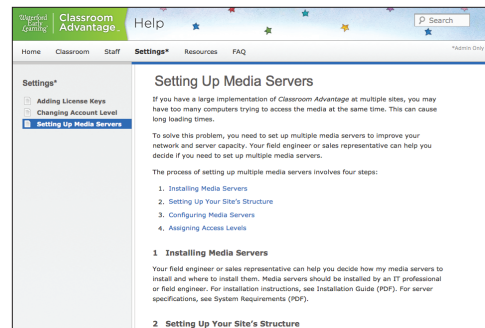 Waterford Early Learning
Classroom Advantage™
Help
Search
Home Classroom Staff Settings* Resources FAQ
*Admin Only
Settings*
Adding License Keys
Changing Account Level
Setting Up Media Servers
Setting Up Media Servers
If you have a large implementation of Classroom Advantage at multiple sites, you may
have too many computers trying to access the media at the same time. This can cause
long loading times.
To solve this problem, you need to set up multiple media servers to improve your
network and server capacity. Your field engineer or sales representative can help you
decide if you need to set up multiple media servers.
The process of setting up multiple media servers involves four steps:
1. Installing Media Servers
2. Setting Up Your Site's Structure
3. Configuring Media Servers
4. Assigning Access Levels
1 Installing Media Servers
Your field engineer or sales representative can help you decide how my media servers to
install and where to install them. Media servers should be installed by an IT professional
or field engineer. For installation instructions, see Installation Guide (PDF). For server
specifications, see System Requirements (PDF).
2 Setting Up Your Site's Structure